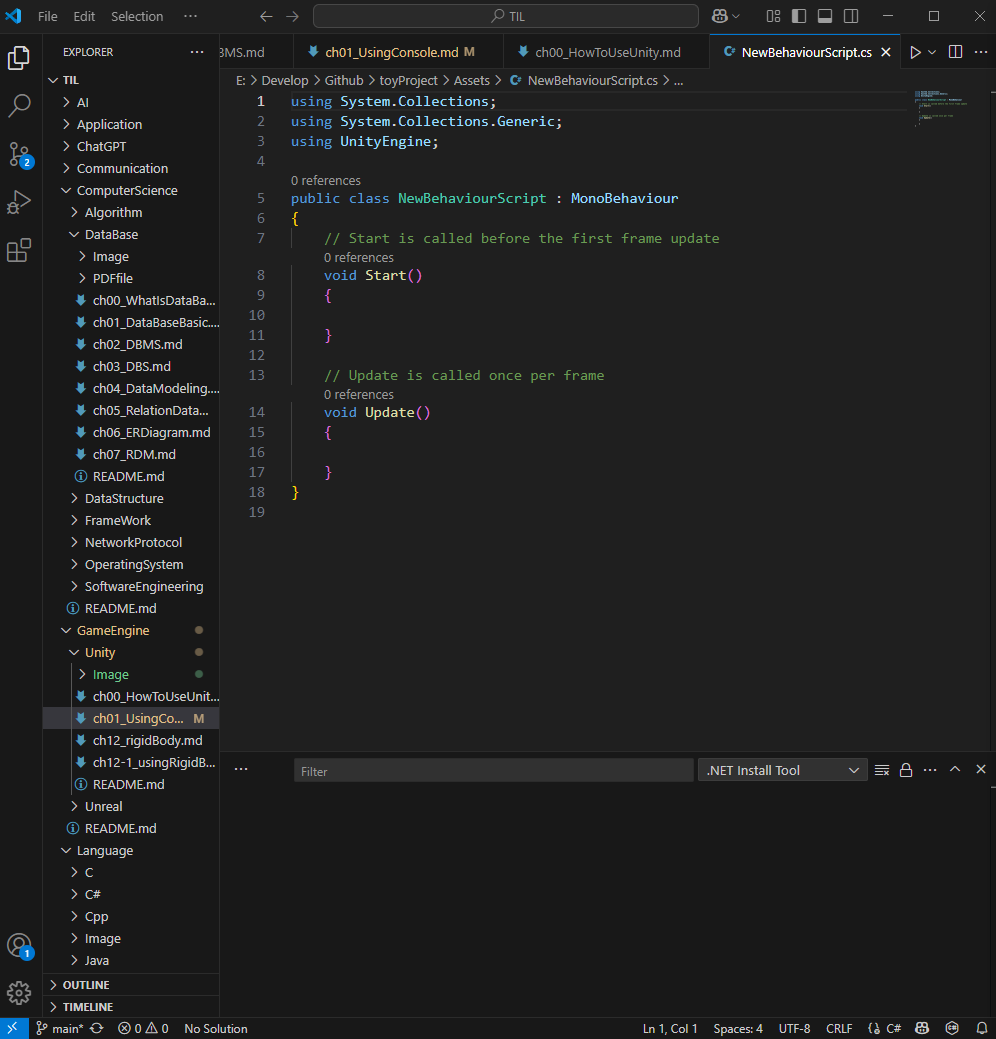 File Edit Selection ···
TIL
EXPLORER ···
TIL
AI
Application
ChatGPT
Communication
ComputerScience
Algorithm
DataBase
Image
PDFfile
ch00_WhatIsDataBa...
ch01_DataBaseBasic....
ch02_DBMS.md
ch03_DBS.md
ch04_DataModeling....
ch05_RelationData...
ch06_ERDiagram.md
ch07_RDM.md
README.md
DataStructure
FrameWork
NetworkProtocol
OperatingSystem
SoftwareEngineering
README.md
GameEngine
Unity
Image
ch00_HowToUseUnit...
ch01_UsingCo... M
ch12_rigidBody.md
ch12-1_usingRigidB...
README.md
Unreal
README.md
Language
C
C#
Cpp
Image
Java
OUTLINE
TIMELINE
2
1
BMS.md ch01_UsingConsole.md M ch00_HowToUseUnity.md C# NewBehaviourScript.cs
E: > Develop > Github > toyProject > Assets > C# NewBehaviourScript.cs > ...
1 using System.Collections;
2 using System.Collections.Generic;
3 using UnityEngine;
4
0 references
5 public class NewBehaviourScript : MonoBehaviour
6 {
7 // Start is called before the first frame update
0 references
8 void Start()
9 {
10
11 }
12
13 // Update is called once per frame
0 references
14 void Update()
15 {
16
17 }
18 }
19
··· Filter .NET Install Tool ···
main* 0 0 No Solution Ln 1, Col 1 Spaces: 4 UTF-8 CRLF C#